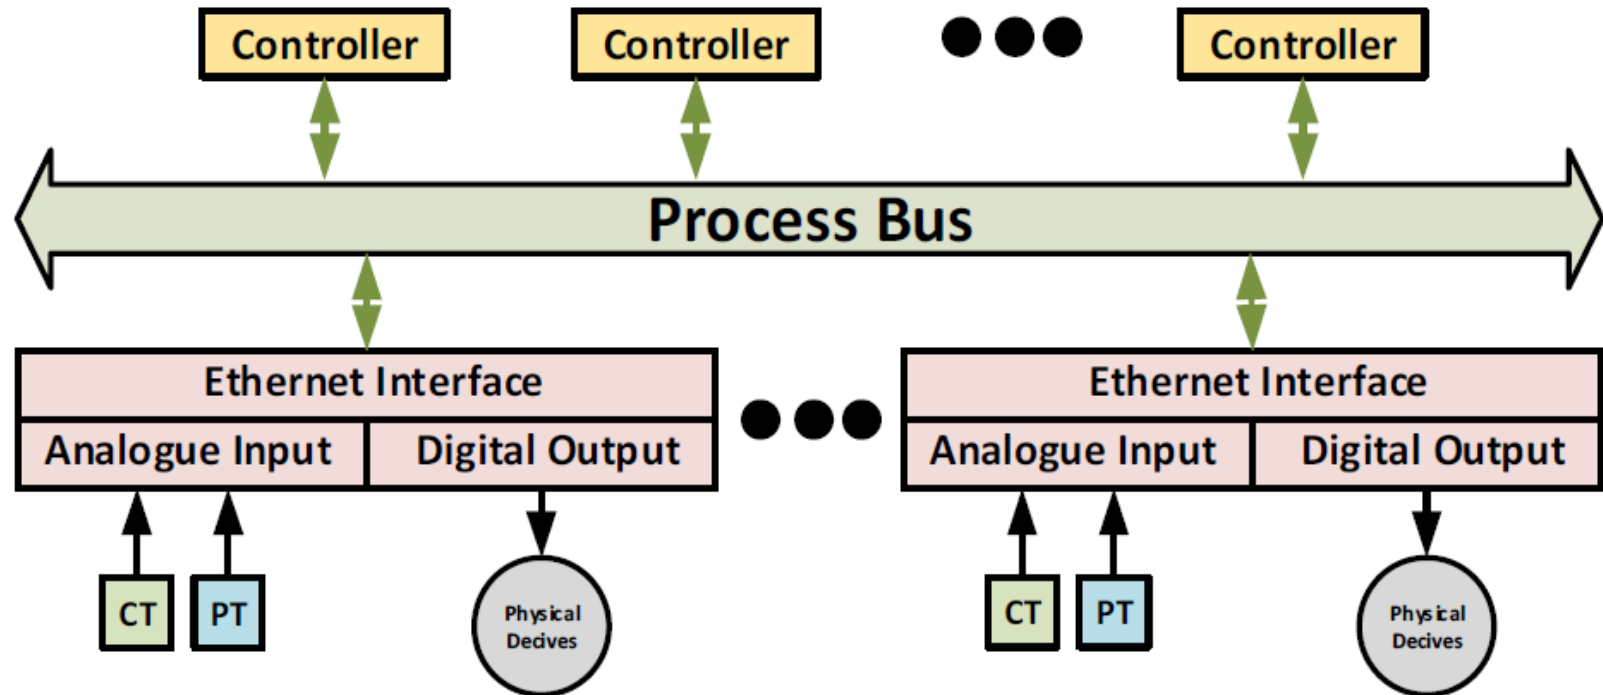 Controller
Controller
Controller
Process Bus
Ethernet Interface
Ethernet Interface
Analogue Input
Digital Output
Analogue Input
Digital Output
CT
PT
Physical
Decives
CT
PT
Physical
Decives